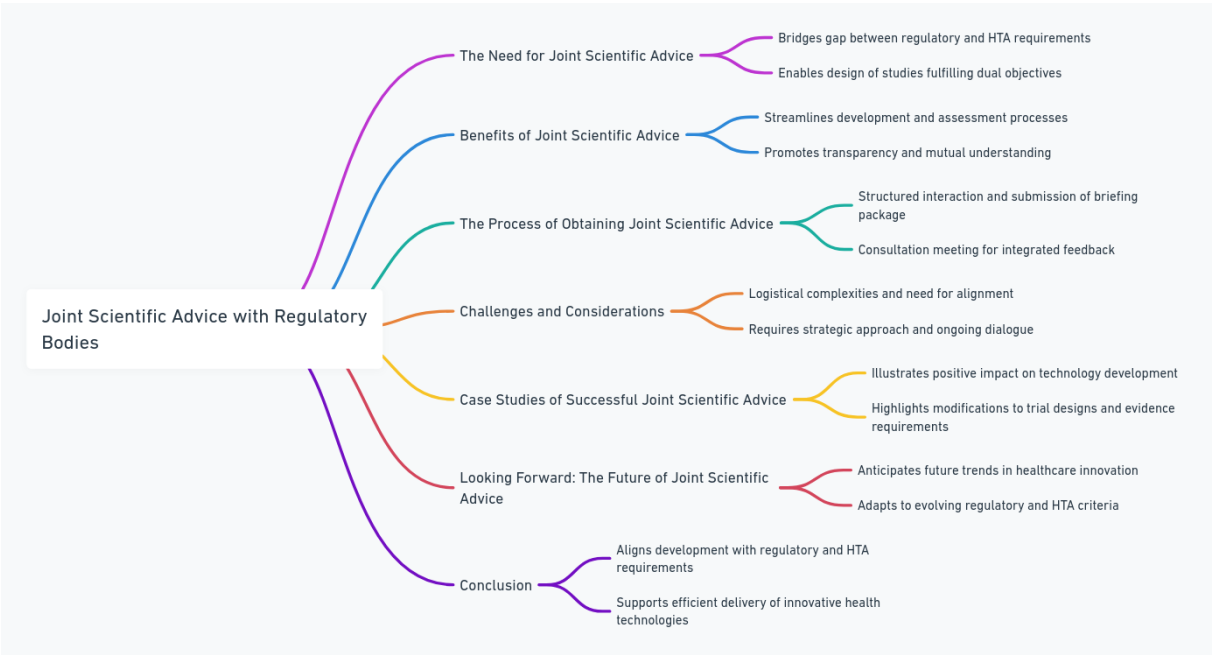 Joint Scientific Advice with Regulatory
Bodies
The Need for Joint Scientific Advice
Bridges gap between regulatory and HTA requirements
Enables design of studies fulfilling dual objectives
Benefits of Joint Scientific Advice
Streamlines development and assessment processes
Promotes transparency and mutual understanding
The Process of Obtaining Joint Scientific Advice
Structured interaction and submission of briefing
package
Consultation meeting for integrated feedback
Challenges and Considerations
Logistical complexities and need for alignment
Requires strategic approach and ongoing dialogue
Case Studies of Successful Joint Scientific Advice
Illustrates positive impact on technology development
Highlights modifications to trial designs and evidence
requirements
Looking Forward: The Future of Joint Scientific
Advice
Anticipates future trends in healthcare innovation
Adapts to evolving regulatory and HTA criteria
Conclusion
Aligns development with regulatory and HTA
requirements
Supports efficient delivery of innovative health
technologies